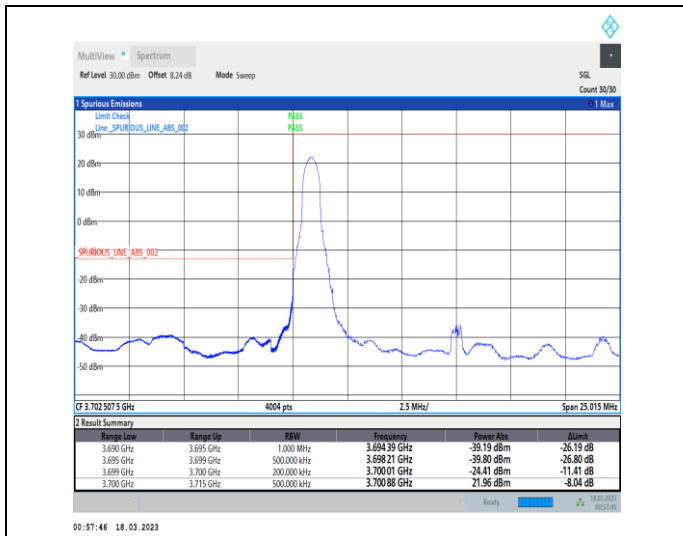 MultiView Spectrum
Ref Level 30.00 dBm Offset 8.24 dB Mode Sweep SGL
Count 30/30
1 Spurious Emissions 1 Max
Limit Check PASS
Line _SPURIOUS_LINE_ABS_002 PASS
30 dBm
20 dBm
10 dBm
0 dBm
-10 dBm
_SPURIOUS_LINE_ABS_002
-20 dBm
-30 dBm
-40 dBm
-50 dBm
CF 3.702 507 5 GHz 4004 pts 2.5 MHz/ Span 25.015 MHz
2 Result Summary
Range Low Range Up RBW Frequency Power Abs ΔLimit
3.690 GHz 3.695 GHz 1.000 MHz 3.694 39 GHz -39.19 dBm -26.19 dB
3.695 GHz 3.699 GHz 500.000 kHz 3.698 21 GHz -39.80 dBm -26.80 dB
3.699 GHz 3.700 GHz 200.000 kHz 3.700 01 GHz -24.41 dBm -11.41 dB
3.700 GHz 3.715 GHz 500.000 kHz 3.700 88 GHz 21.96 dBm -8.04 dB
Ready 18.03.2023
00:57:45
00:57:46 18.03.2023